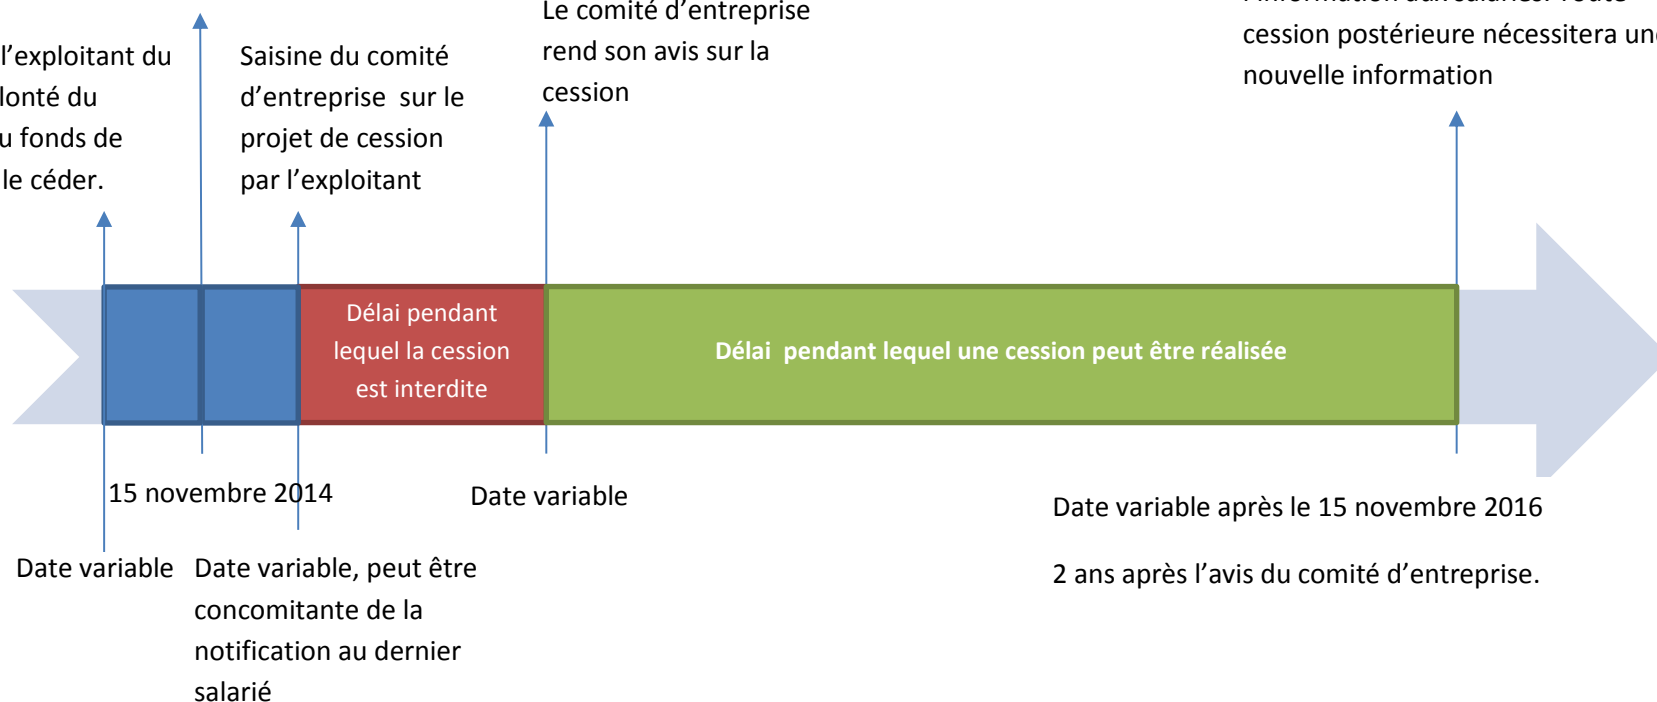 l’exploitant du
lonté du
u fonds de
le céder.
Saisine du comité
d’entreprise sur le
projet de cession
par l’exploitant
Le comité d’entreprise
rend son avis sur la
cession
l’information aux salariés. Toute
cession postérieure nécessitera une
nouvelle information
Délai pendant
lequel la cession
est interdite
Délai pendant lequel une cession peut être réalisée
15 novembre 2014
Date variable
Date variable après le 15 novembre 2016
2 ans après l’avis du comité d’entreprise.
Date variable
Date variable, peut être
concomitante de la
notification au dernier
salarié